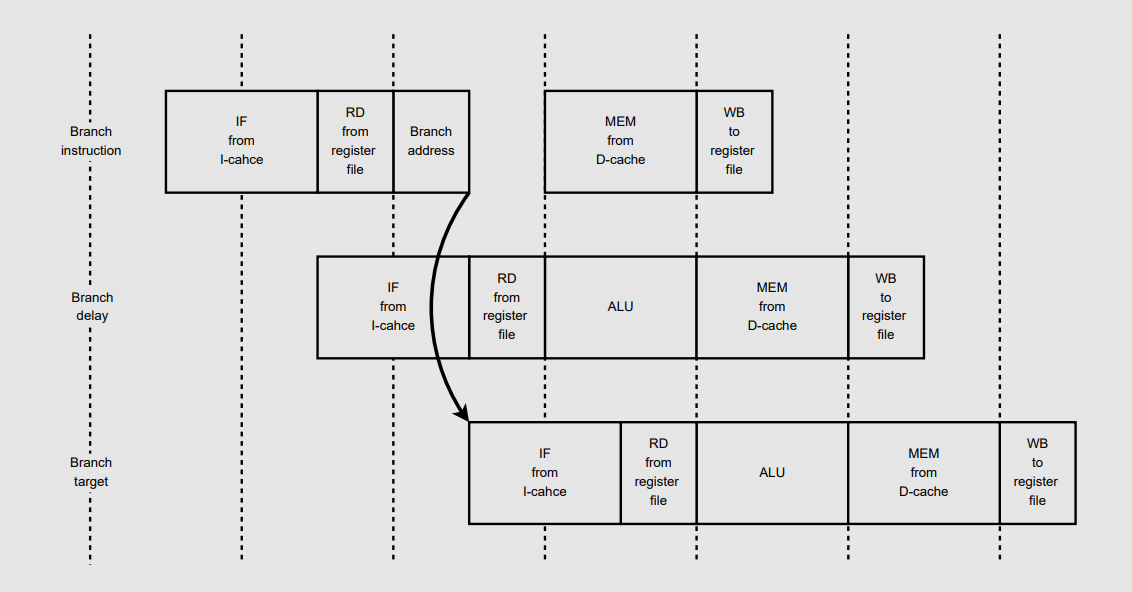 Branch
instruction
IF
from
I-cahce
RD
from
register
file
Branch
address
MEM
from
D-cache
WB
to
register
file
Branch
delay
IF
from
I-cahce
RD
from
register
file
ALU
MEM
from
D-cache
WB
to
register
file
Branch
target
IF
from
I-cahce
RD
from
register
file
ALU
MEM
from
D-cache
WB
to
register
file